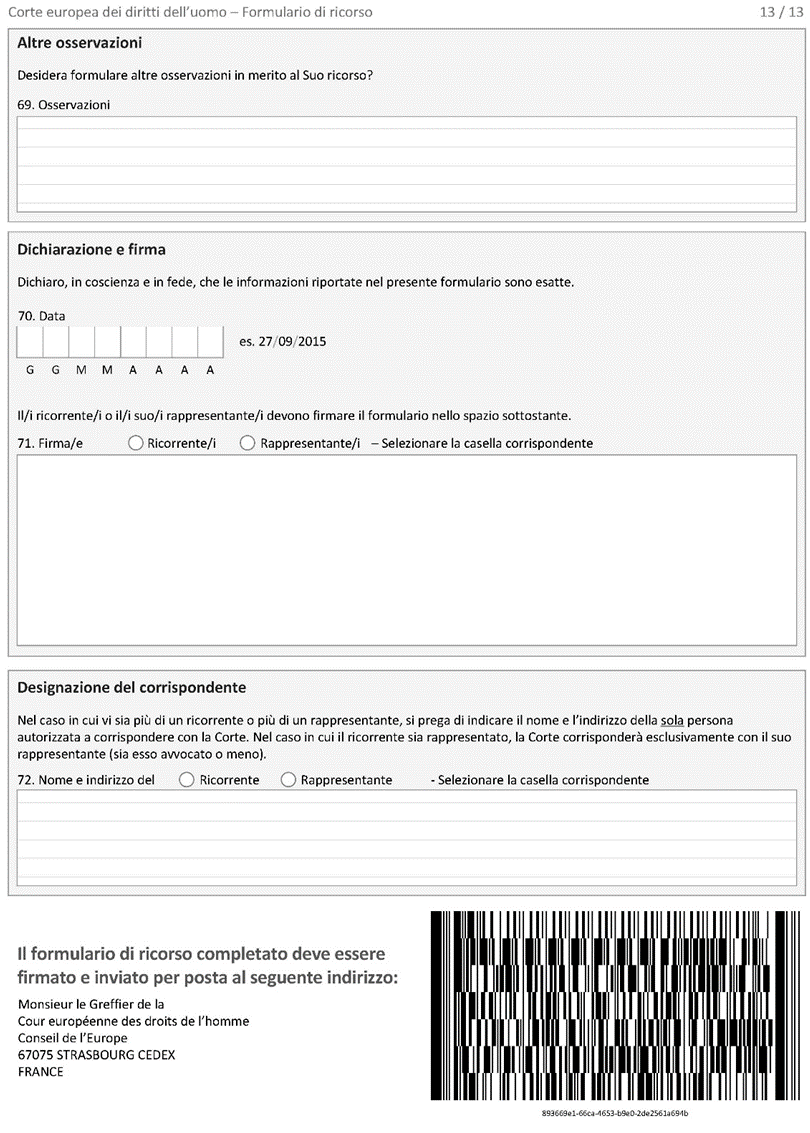 Corte europea dei diritti dell'uomo – Formulario di ricorso 13 / 13
Altre osservazioni
Desidera formulare altre osservazioni in merito al Suo ricorso?
69. Osservazioni
Dichiarazione e firma
Dichiaro, in coscienza e in fede, che le informazioni riportate nel presente formulario sono esatte.
70. Data
es. 27/09/2015
G G M M A A A A
Il/i ricorrente/i o il/i suo/i rappresentante/i devono firmare il formulario nello spazio sottostante.
71. Firma/e Ricorrente/i Rappresentante/i – Selezionare la casella corrispondente
Designazione del corrispondente
Nel caso in cui vi sia più di un ricorrente o più di un rappresentante, si prega di indicare il nome e l'indirizzo della sola persona
autorizzata a corrispondere con la Corte. Nel caso in cui il ricorrente sia rappresentato, la Corte corrisponderà esclusivamente con il suo
rappresentante (sia esso avvocato o meno).
72. Nome e indirizzo del Ricorrente Rappresentante - Selezionare la casella corrispondente
Il formulario di ricorso completato deve essere
firmato e inviato per posta al seguente indirizzo:
Monsieur le Greffier de la
Cour européenne des droits de l'homme
Conseil de l'Europe
67075 STRASBOURG CEDEX
FRANCE
893669e1-66ca-4653-b9e0-2de2561a694b